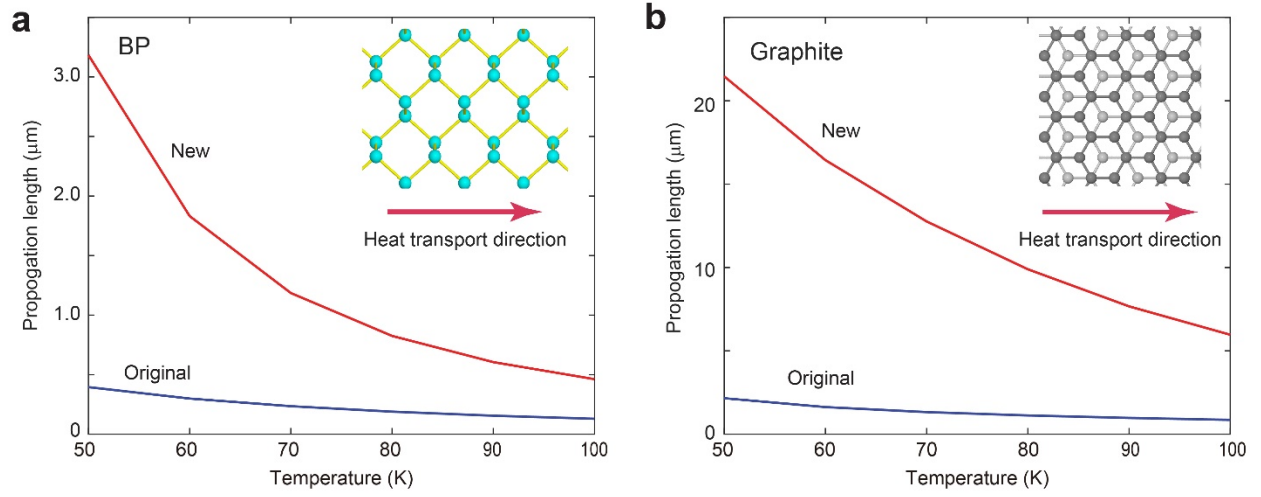 a
BP
3.0
2.0
1.0
0
New
Original
Heat transport direction
50 60 70 80 90 100
Temperature (K)
Propogation length (μm)
b
Graphite
20
10
0
New
Original
Heat transport direction
50 60 70 80 90 100
Temperature (K)
Propogation length (μm)